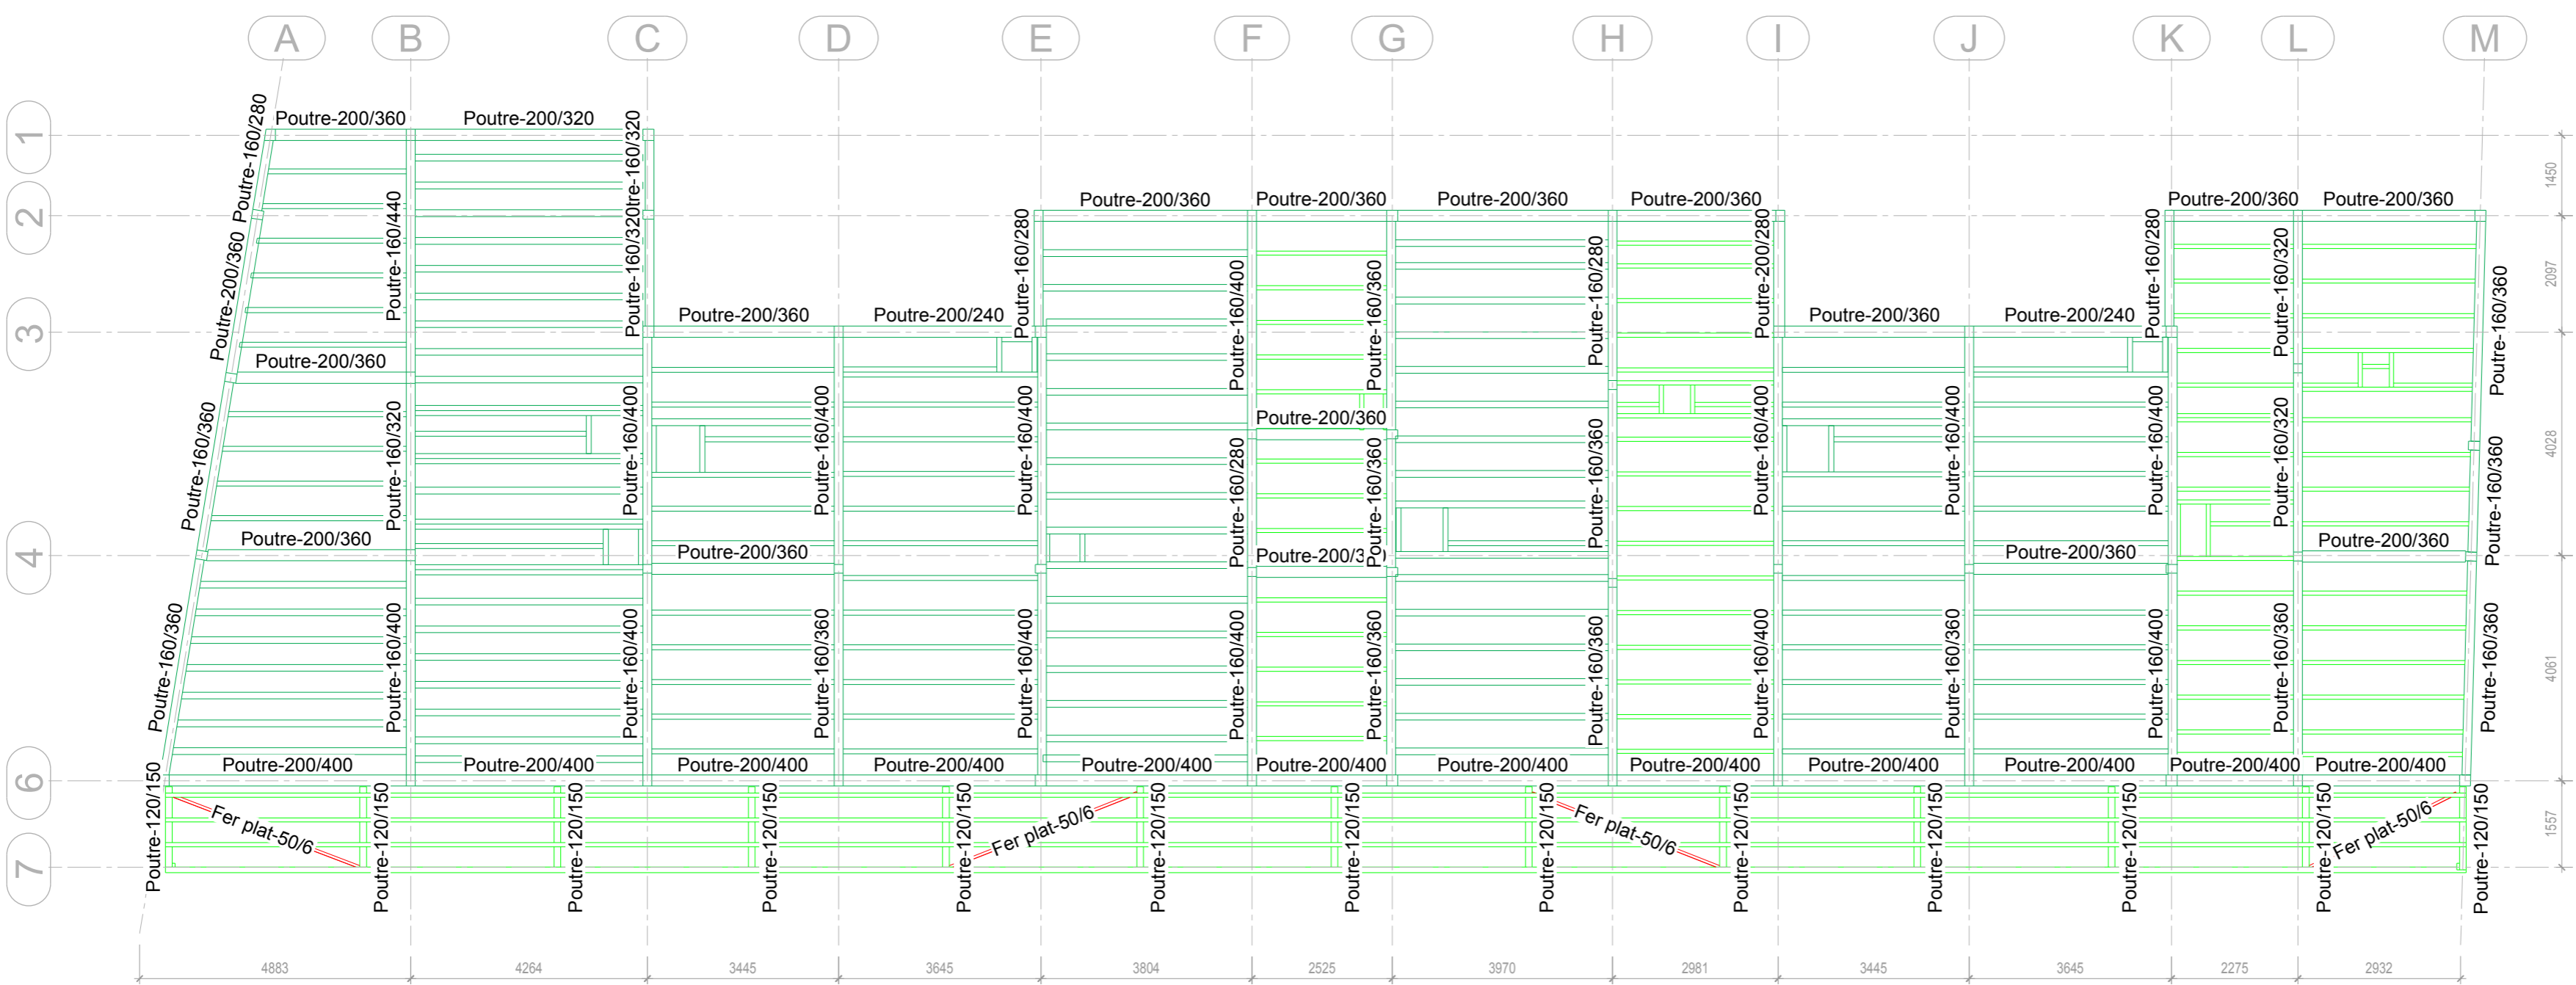 A B C D E F G H I J K L M
1
2
3
4
6
7
Poutre-200/360 Poutre-200/320
Poutre-160/280
Poutre-160/320
Poutre-160/440
Poutre-200/360
Poutre-160/320
Poutre-200/360 Poutre-200/360 Poutre-200/360 Poutre-200/360 Poutre-200/360 Poutre-200/360
Poutre-160/280
Poutre-160/400
Poutre-160/360
Poutre-160/280
Poutre-200/280
Poutre-160/280
Poutre-160/320
Poutre-160/360
Poutre-200/360 Poutre-200/240 Poutre-200/360 Poutre-200/240
Poutre-200/360
Poutre-200/360
Poutre-160/360
Poutre-160/320
Poutre-160/400
Poutre-160/400
Poutre-160/400
Poutre-160/280
Poutre-160/360
Poutre-160/360
Poutre-160/400
Poutre-160/400
Poutre-160/400
Poutre-160/320
Poutre-160/360
Poutre-200/360 Poutre-200/360 Poutre-200/360 Poutre-200/360 Poutre-200/360
Poutre-160/360
Poutre-160/400
Poutre-160/400
Poutre-160/360
Poutre-160/400
Poutre-160/400
Poutre-160/360
Poutre-160/360
Poutre-160/400
Poutre-160/360
Poutre-160/400
Poutre-160/360
Poutre-160/360
Poutre-200/400 Poutre-200/400 Poutre-200/400 Poutre-200/400 Poutre-200/400 Poutre-200/400 Poutre-200/400 Poutre-200/400 Poutre-200/400 Poutre-200/400 Poutre-200/400 Poutre-200/400
Poutre-120/150
Poutre-120/150
Poutre-120/150
Poutre-120/150
Poutre-120/150
Poutre-120/150
Poutre-120/150
Poutre-120/150
Poutre-120/150
Poutre-120/150
Poutre-120/150
Poutre-120/150
Poutre-120/150
Fer plat-50/6
Fer plat-50/6
Fer plat-50/6
Fer plat-50/6
1450
2097
4028
4061
1557
4883 4264 3445 3645 3804 2525 3970 2981 3445 3645 2275 2932